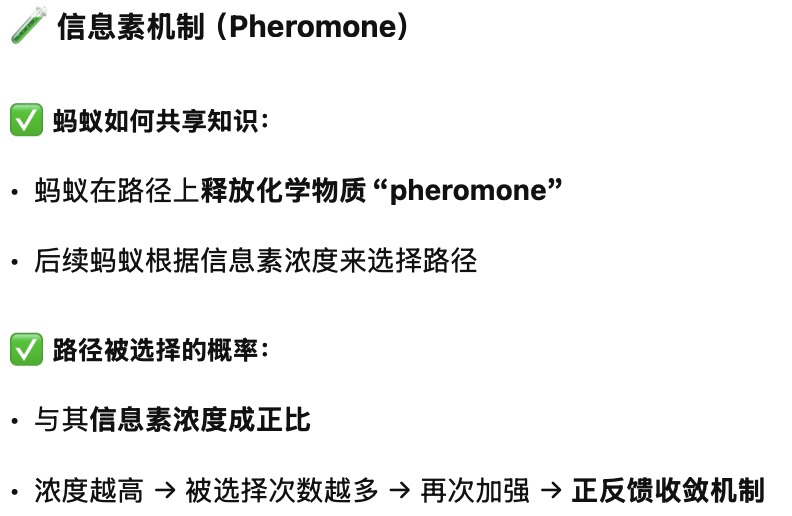 🧪 信息素机制（Pheromone）
✅ 蚂蚁如何共享知识：
• 蚂蚁在路径上释放化学物质 “pheromone”
• 后续蚂蚁根据信息素浓度来选择路径
✅ 路径被选择的概率：
• 与其信息素浓度成正比
• 浓度越高 → 被选择次数越多 → 再次加强 → 正反馈收敛机制